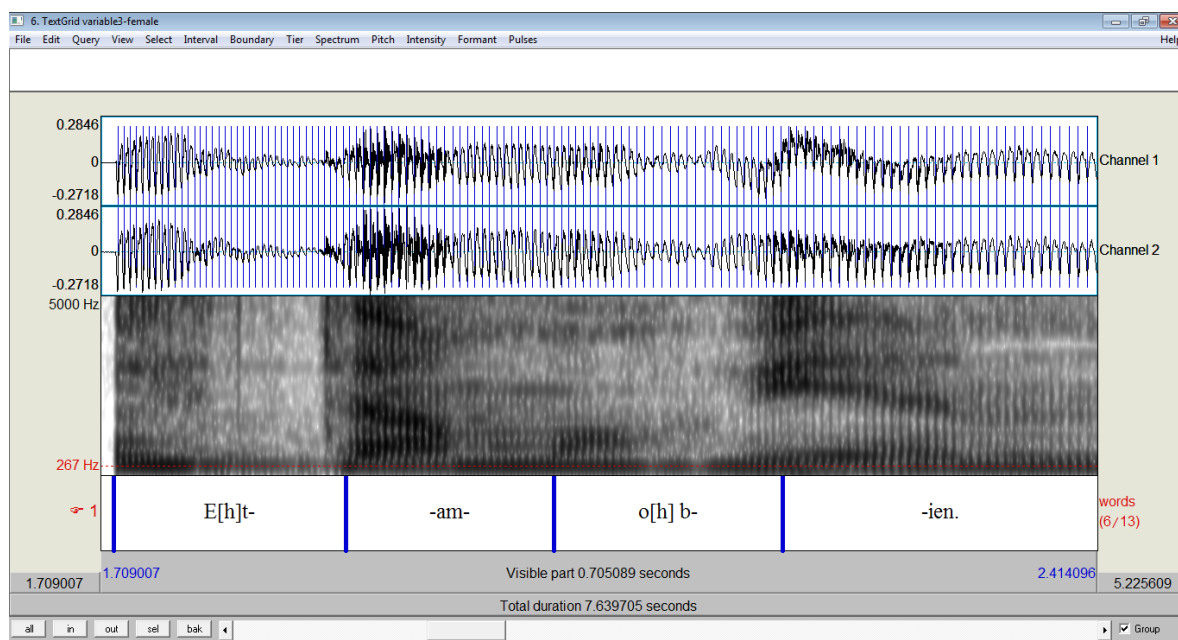 6. TextGrid variable3-female
File Edit Query View Select Interval Boundary Tier Spectrum Pitch Intensity Formant Pulses Help
0.2846
0
-0.2718
Channel 1
0.2846
0
-0.2718
Channel 2
5000 Hz
267 Hz
1 E[h]t- -am- o[h] b- -ien. words
(6/13)
1.709007 1.709007 Visible part 0.705089 seconds 2.414096 5.225609
Total duration 7.639705 seconds
all in out sel bak Group